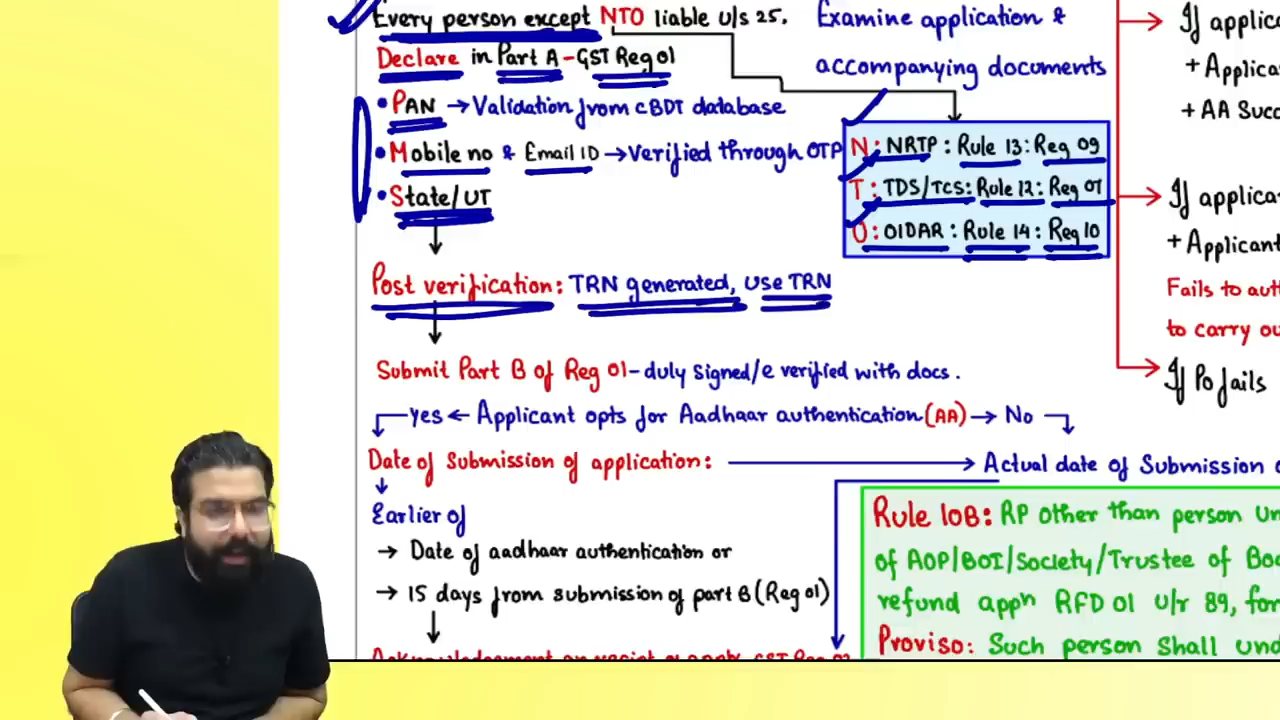 Every person except NTO liable u/s 25.
Declare in Part A-GST Reg 01
• PAN → Validation from CBDT database
• Mobile no & Email ID → Verified through OTP
• State/UT
Post verification: TRN generated, Use TRN
Submit Part B of Reg 01- duly signed/e verified with docs.
Yes ← Applicant opts for Aadhaar authentication (AA) → No
Date of Submission of application: → Actual date of Submission
Earlier of
→ Date of aadhaar authentication or
→ 15 days from submission of part B (Reg 01)
Examine application &
accompanying documents
N: NRTP: Rule 13: Reg 09
T: TDS/TCS: Rule 12: Reg 07
O: OIDAR: Rule 14: Reg 10
If applica
+ Applica
+ AA Succ
If applica
+ Applicant
Fails to aut
to carry ou
If Po fails
Rule 10B: RP other than person un
of AOP/BOI/Society/Trustee of Boa
refund appn RFD 01 u/r 89, for
Proviso: Such person Shall und